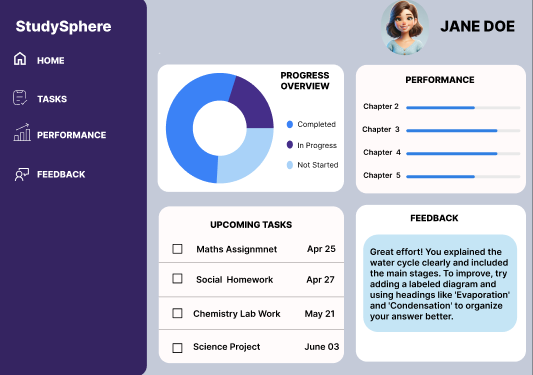 StudySphere
HOME
TASKS
PERFORMANCE
FEEDBACK
JANE DOE
PROGRESS
OVERVIEW
Completed
In Progress
Not Started
PERFORMANCE
Chapter 2
Chapter 3
Chapter 4
Chapter 5
UPCOMING TASKS
Maths Assignmnet Apr 25
Social Homework Apr 27
Chemistry Lab Work May 21
Science Project June 03
FEEDBACK
Great effort! You explained the
water cycle clearly and included
the main stages. To improve, try
adding a labeled diagram and
using headings like 'Evaporation'
and 'Condensation' to organize
your answer better.